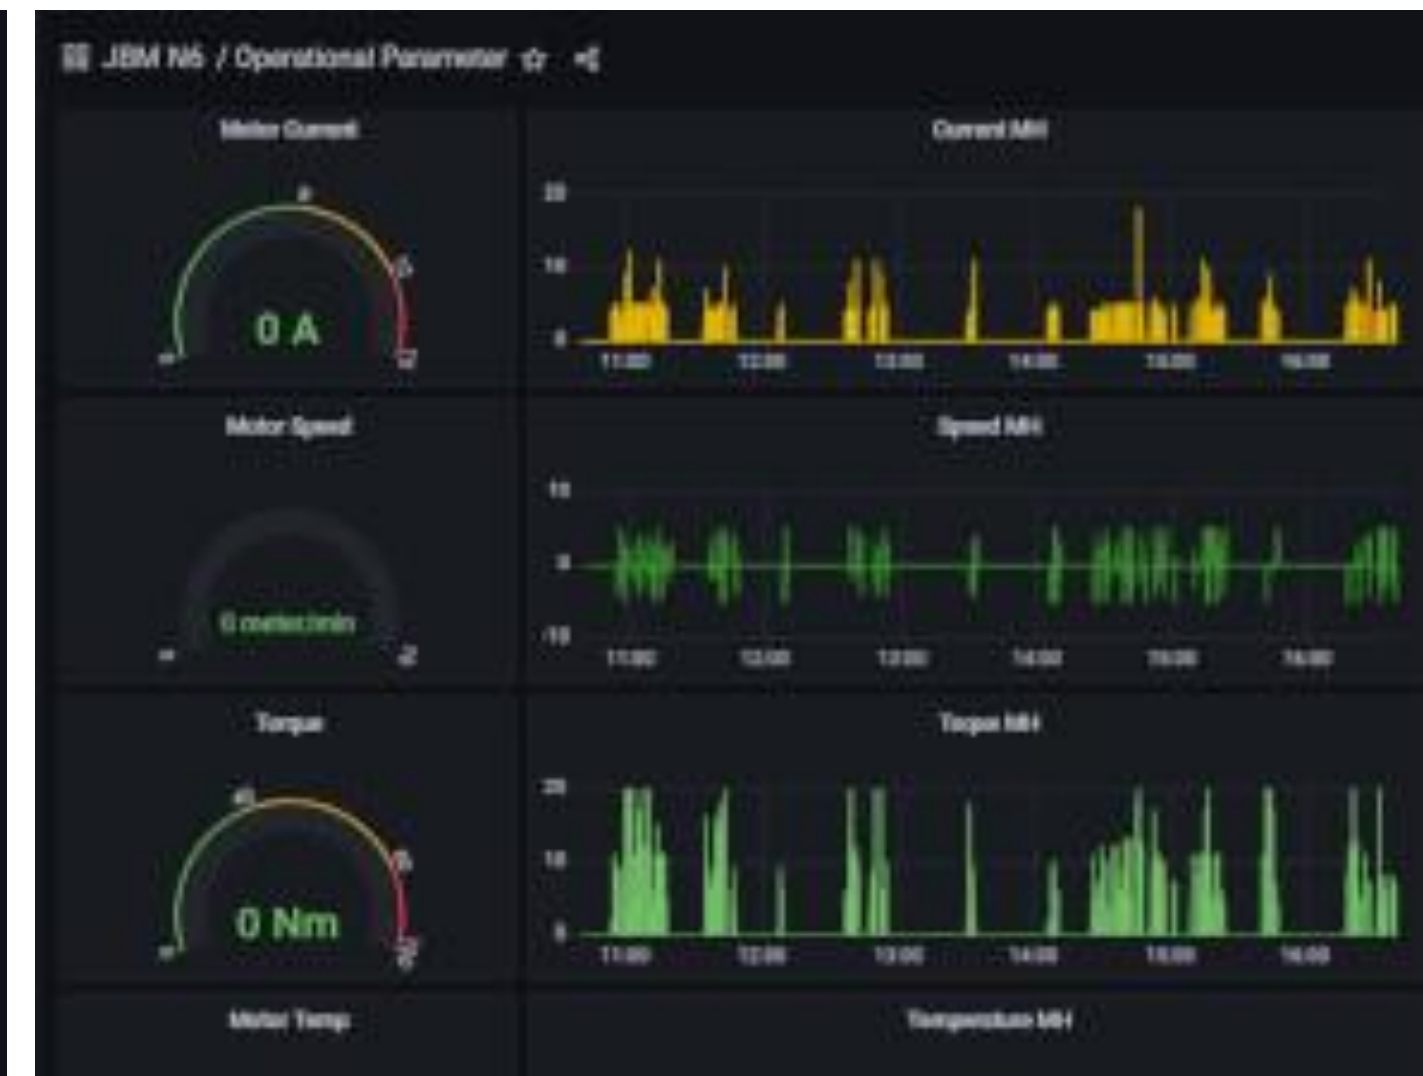 JBM N6 / Operational Parameter
Motor Current
0 A
Current MH
20
10
0
11:00 12:00 13:00 14:00 15:00 16:00
Motor Speed
0 meter/min
Speed MH
10
0
-10
11:00 12:00 13:00 14:00 15:00 16:00
Torque
0 Nm
Torque MH
20
10
0
11:00 12:00 13:00 14:00 15:00 16:00
Motor Temp
Temperature MH